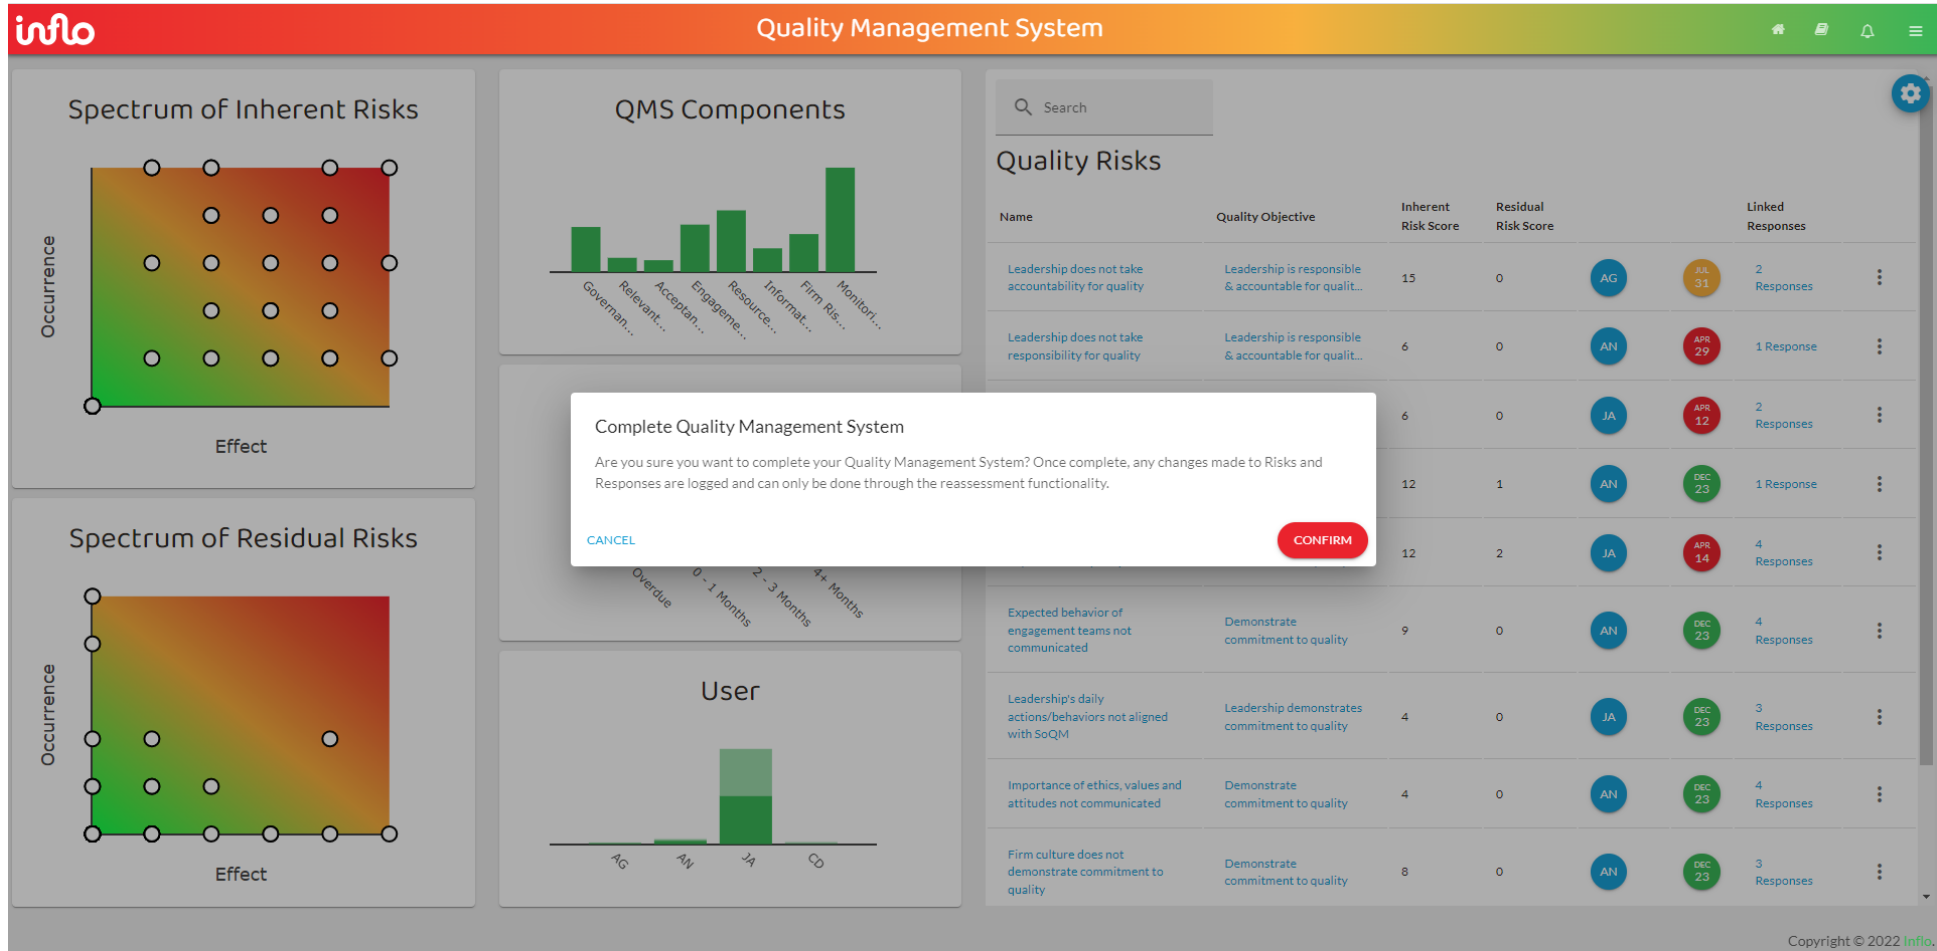 inflo
Quality Management System
Spectrum of Inherent Risks
Occurrence
Effect
Spectrum of Residual Risks
Occurrence
Effect
QMS Components
Governan...
Relevant...
Acceptan...
Engageme...
Resource...
Informat...
Firm Ris...
Monitori...
Overdue
0 - 1 Months
2 - 3 Months
4+ Months
User
AG
AN
JA
CD
Search
Quality Risks
Name
Quality Objective
Inherent
Risk Score
Residual
Risk Score
Linked
Responses
Leadership does not take
accountability for quality
Leadership is responsible
& accountable for qualit...
15
0
AG
JUL
31
2
Responses
Leadership does not take
responsibility for quality
Leadership is responsible
& accountable for qualit...
6
0
AN
APR
29
1 Response
6
0
JA
APR
12
2
Responses
12
1
AN
DEC
23
1 Response
12
2
JA
APR
14
4
Responses
Expected behavior of
engagement teams not
communicated
Demonstrate
commitment to quality
9
0
AN
DEC
23
4
Responses
Leadership's daily
actions/behaviors not aligned
with SoQM
Leadership demonstrates
commitment to quality
4
0
JA
DEC
23
3
Responses
Importance of ethics, values and
attitudes not communicated
Demonstrate
commitment to quality
4
0
AN
DEC
23
4
Responses
Firm culture does not
demonstrate commitment to
quality
Demonstrate
commitment to quality
8
0
AN
DEC
23
3
Responses
Complete Quality Management System
Are you sure you want to complete your Quality Management System? Once complete, any changes made to Risks and
Responses are logged and can only be done through the reassessment functionality.
CANCEL
CONFIRM
Copyright © 2022 Inflo.